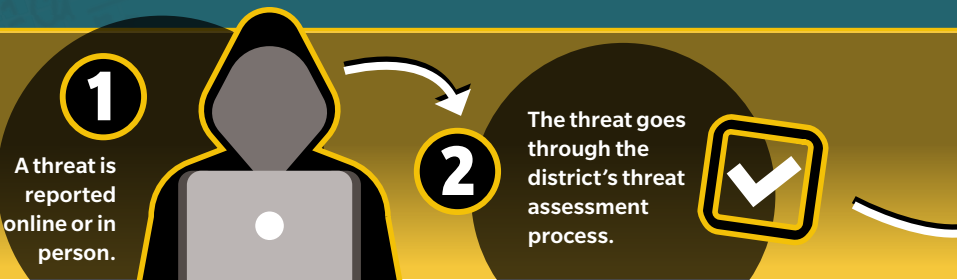 1
A threat is
reported
online or in
person.
2
The threat goes
through the
district’s threat
assessment
process.